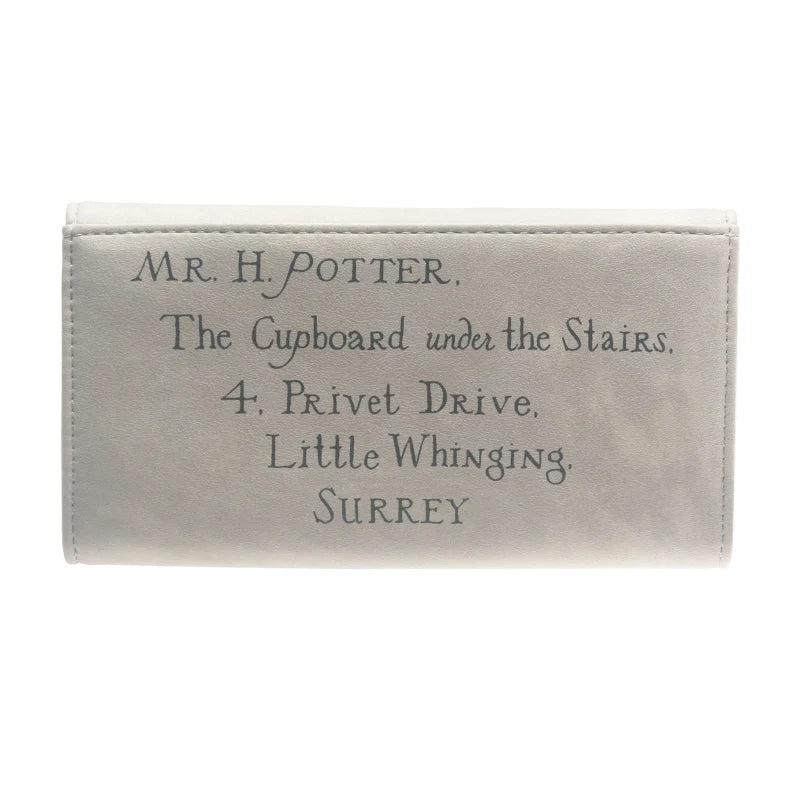 Mr. H. Potter,
The Cupboard under the Stairs,
4, Privet Drive,
Little Whinging,
Surrey